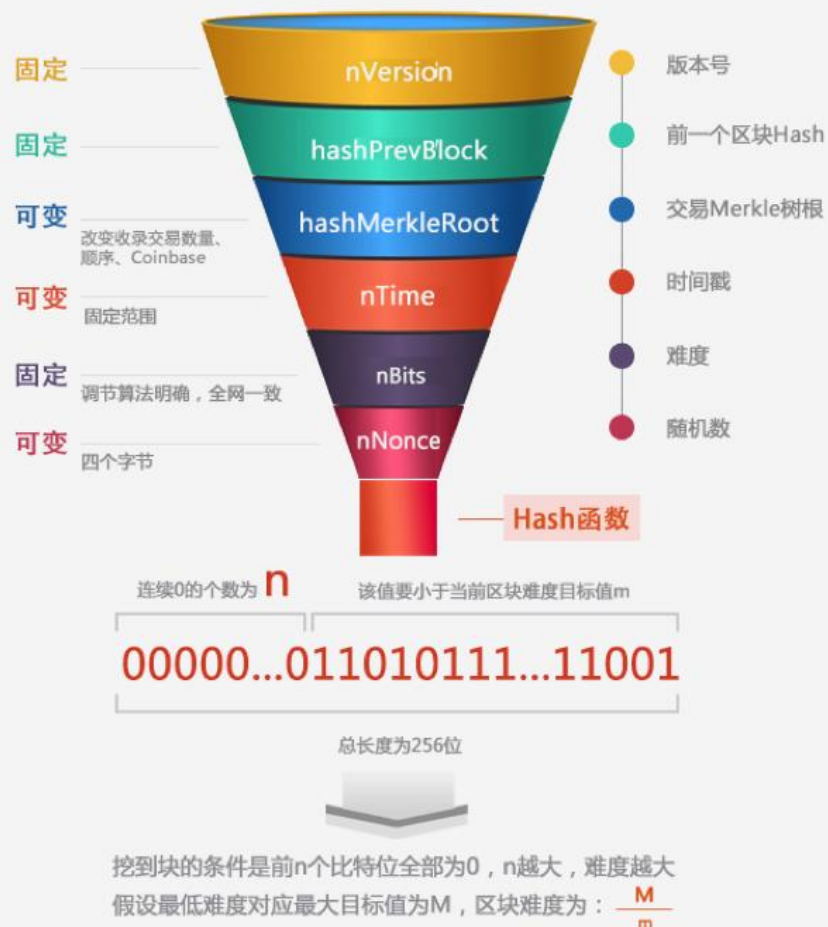 固定
nVersion
版本号
固定
hashPrevBlock
前一个区块Hash
可变
改变收录交易数量、
顺序、Coinbase
hashMerkleRoot
交易Merkle树根
可变
固定范围
nTime
时间戳
固定
调节算法明确，全网一致
nBits
难度
可变
四个字节
nNonce
随机数
Hash函数
连续0的个数为 n
该值要小于当前区块难度目标值m
00000...011010111...11001
总长度为256位
挖到块的条件是前n个比特位全部为0，n越大，难度越大
假设最低难度对应最大目标值为M，区块难度为：
M
m